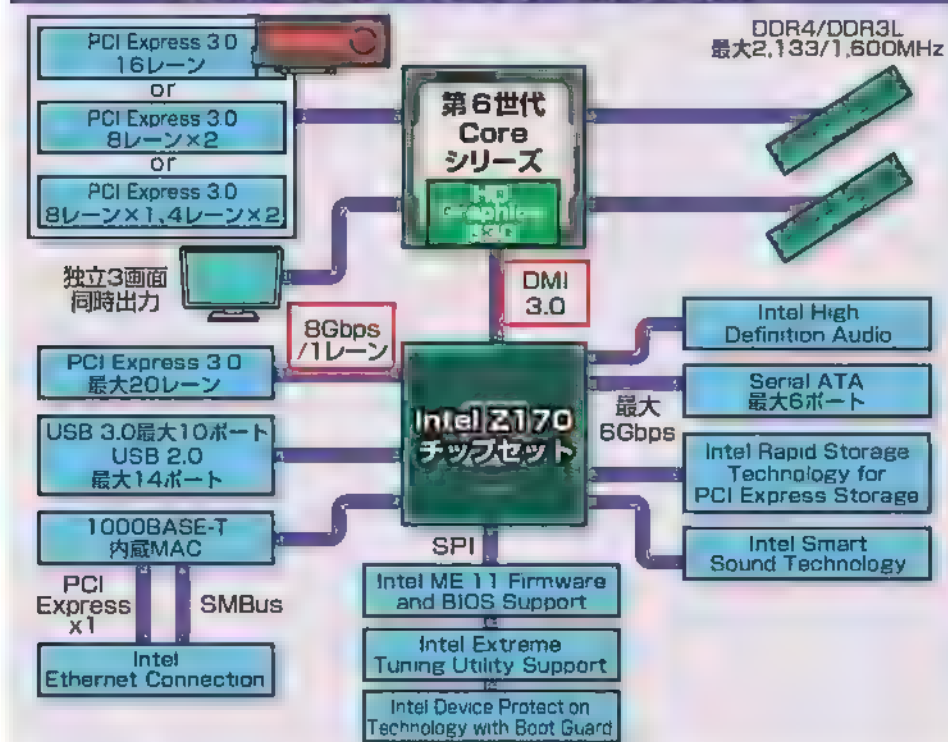 PCI Express 3.0
16レーン
or
PCI Express 3.0
8レーン×2
or
PCI Express 3.0
8レーン×1、4レーン×2
第6世代
Core
シリーズ
HD
Graphics
530
DDR4/DDR3L
最大2,133/1,600MHz
独立3画面
同時出力
DMI
3.0
8Gbps
/1レーン
PCI Express 3.0
最大20レーン
USB 3.0最大10ポート
USB 2.0
最大14ポート
1000BASE-T
内蔵MAC
PCI
Express
x1
SMBus
Intel
Ethernet Connection
Intel Z170
チップセット
Intel High
Definition Audio
最大
6Gbps
Serial ATA
最大6ポート
Intel Rapid Storage
Technology for
PCI Express Storage
Intel Smart
Sound Technology
SPI
Intel ME 11 Firmware
and BIOS Support
Intel Extreme
Tuning Utility Support
Intel Device Protection
Technology with Boot Guard